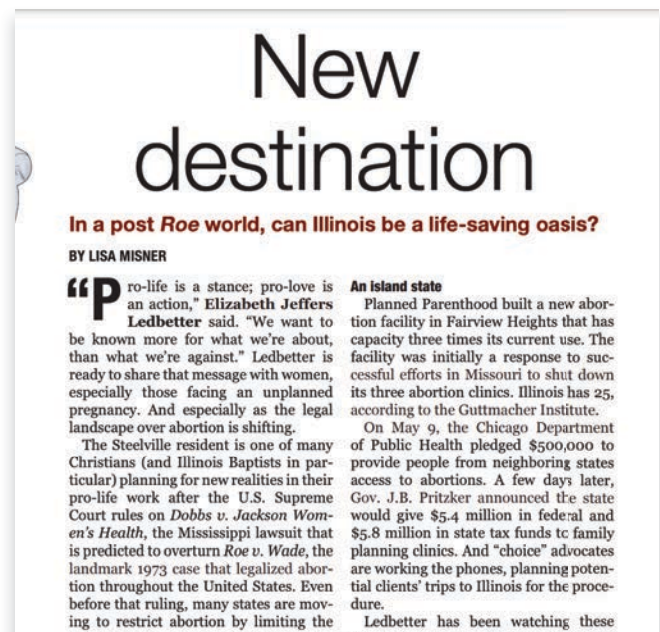 New
destination
In a post Roe world, can Illinois be a life-saving oasis?
BY LISA MISNER
“Pro-life is a stance; pro-love is
an action,” Elizabeth Jeffers
Ledbetter said. “We want to
be known more for what we’re about,
than what we’re against.” Ledbetter is
ready to share that message with women,
especially those facing an unplanned
pregnancy. And especially as the legal
landscape over abortion is shifting.
The Steelville resident is one of many
Christians (and Illinois Baptists in par-
ticular) planning for new realities in their
pro-life work after the U.S. Supreme
Court rules on Dobbs v. Jackson Wom-
en’s Health, the Mississippi lawsuit that
is predicted to overturn Roe v. Wade, the
landmark 1973 case that legalized abor-
tion throughout the United States. Even
before that ruling, many states are mov-
ing to restrict abortion by limiting the
An island state
Planned Parenthood built a new abor-
tion facility in Fairview Heights that has
capacity three times its current use. The
facility was initially a response to suc-
cessful efforts in Missouri to shut down
its three abortion clinics. Illinois has 25,
according to the Guttmacher Institute.
On May 9, the Chicago Department
of Public Health pledged $500,000 to
provide people from neighboring states
access to abortions. A few days later,
Gov. J.B. Pritzker announced the state
would give $5.4 million in federal and
$5.8 million in state tax funds to family
planning clinics. And “choice” advocates
are working the phones, planning poten-
tial clients’ trips to Illinois for the proce-
dure.
Ledbetter has been watching these